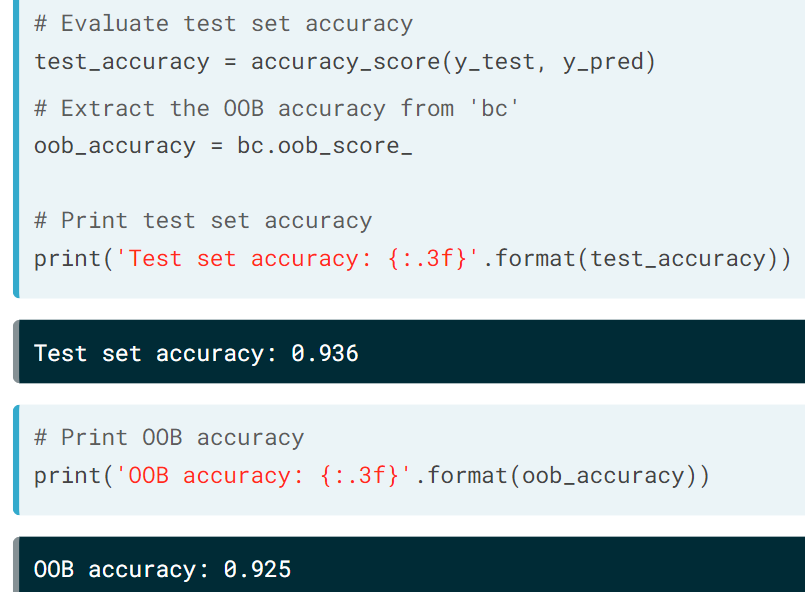 # Evaluate test set accuracy
test_accuracy = accuracy_score(y_test, y_pred)
# Extract the OOB accuracy from 'bc'
oob_accuracy = bc.oob_score_
# Print test set accuracy
print('Test set accuracy: {:.3f}'.format(test_accuracy))
Test set accuracy: 0.936
# Print OOB accuracy
print('OOB accuracy: {:.3f}'.format(oob_accuracy))
OOB accuracy: 0.925